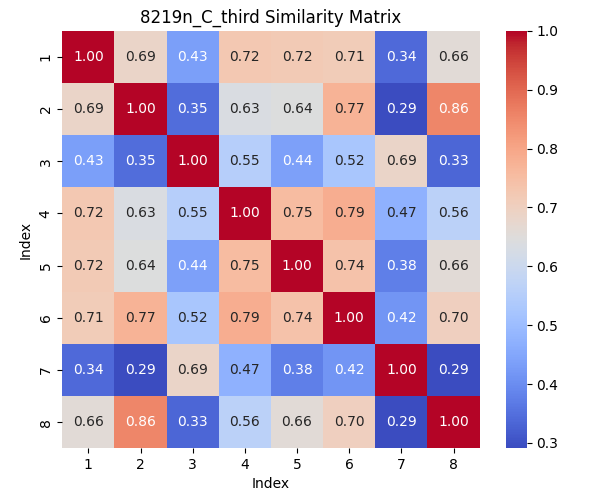 8219n_C_third Similarity Matrix
1 1.00 0.69 0.43 0.72 0.72 0.71 0.34 0.66
2 0.69 1.00 0.35 0.63 0.64 0.77 0.29 0.86
3 0.43 0.35 1.00 0.55 0.44 0.52 0.69 0.33
4 0.72 0.63 0.55 1.00 0.75 0.79 0.47 0.56
5 0.72 0.64 0.44 0.75 1.00 0.74 0.38 0.66
6 0.71 0.77 0.52 0.79 0.74 1.00 0.42 0.70
7 0.34 0.29 0.69 0.47 0.38 0.42 1.00 0.29
8 0.66 0.86 0.33 0.56 0.66 0.70 0.29 1.00
1 2 3 4 5 6 7 8
Index
Index
1.0
0.9
0.8
0.7
0.6
0.5
0.4
0.3